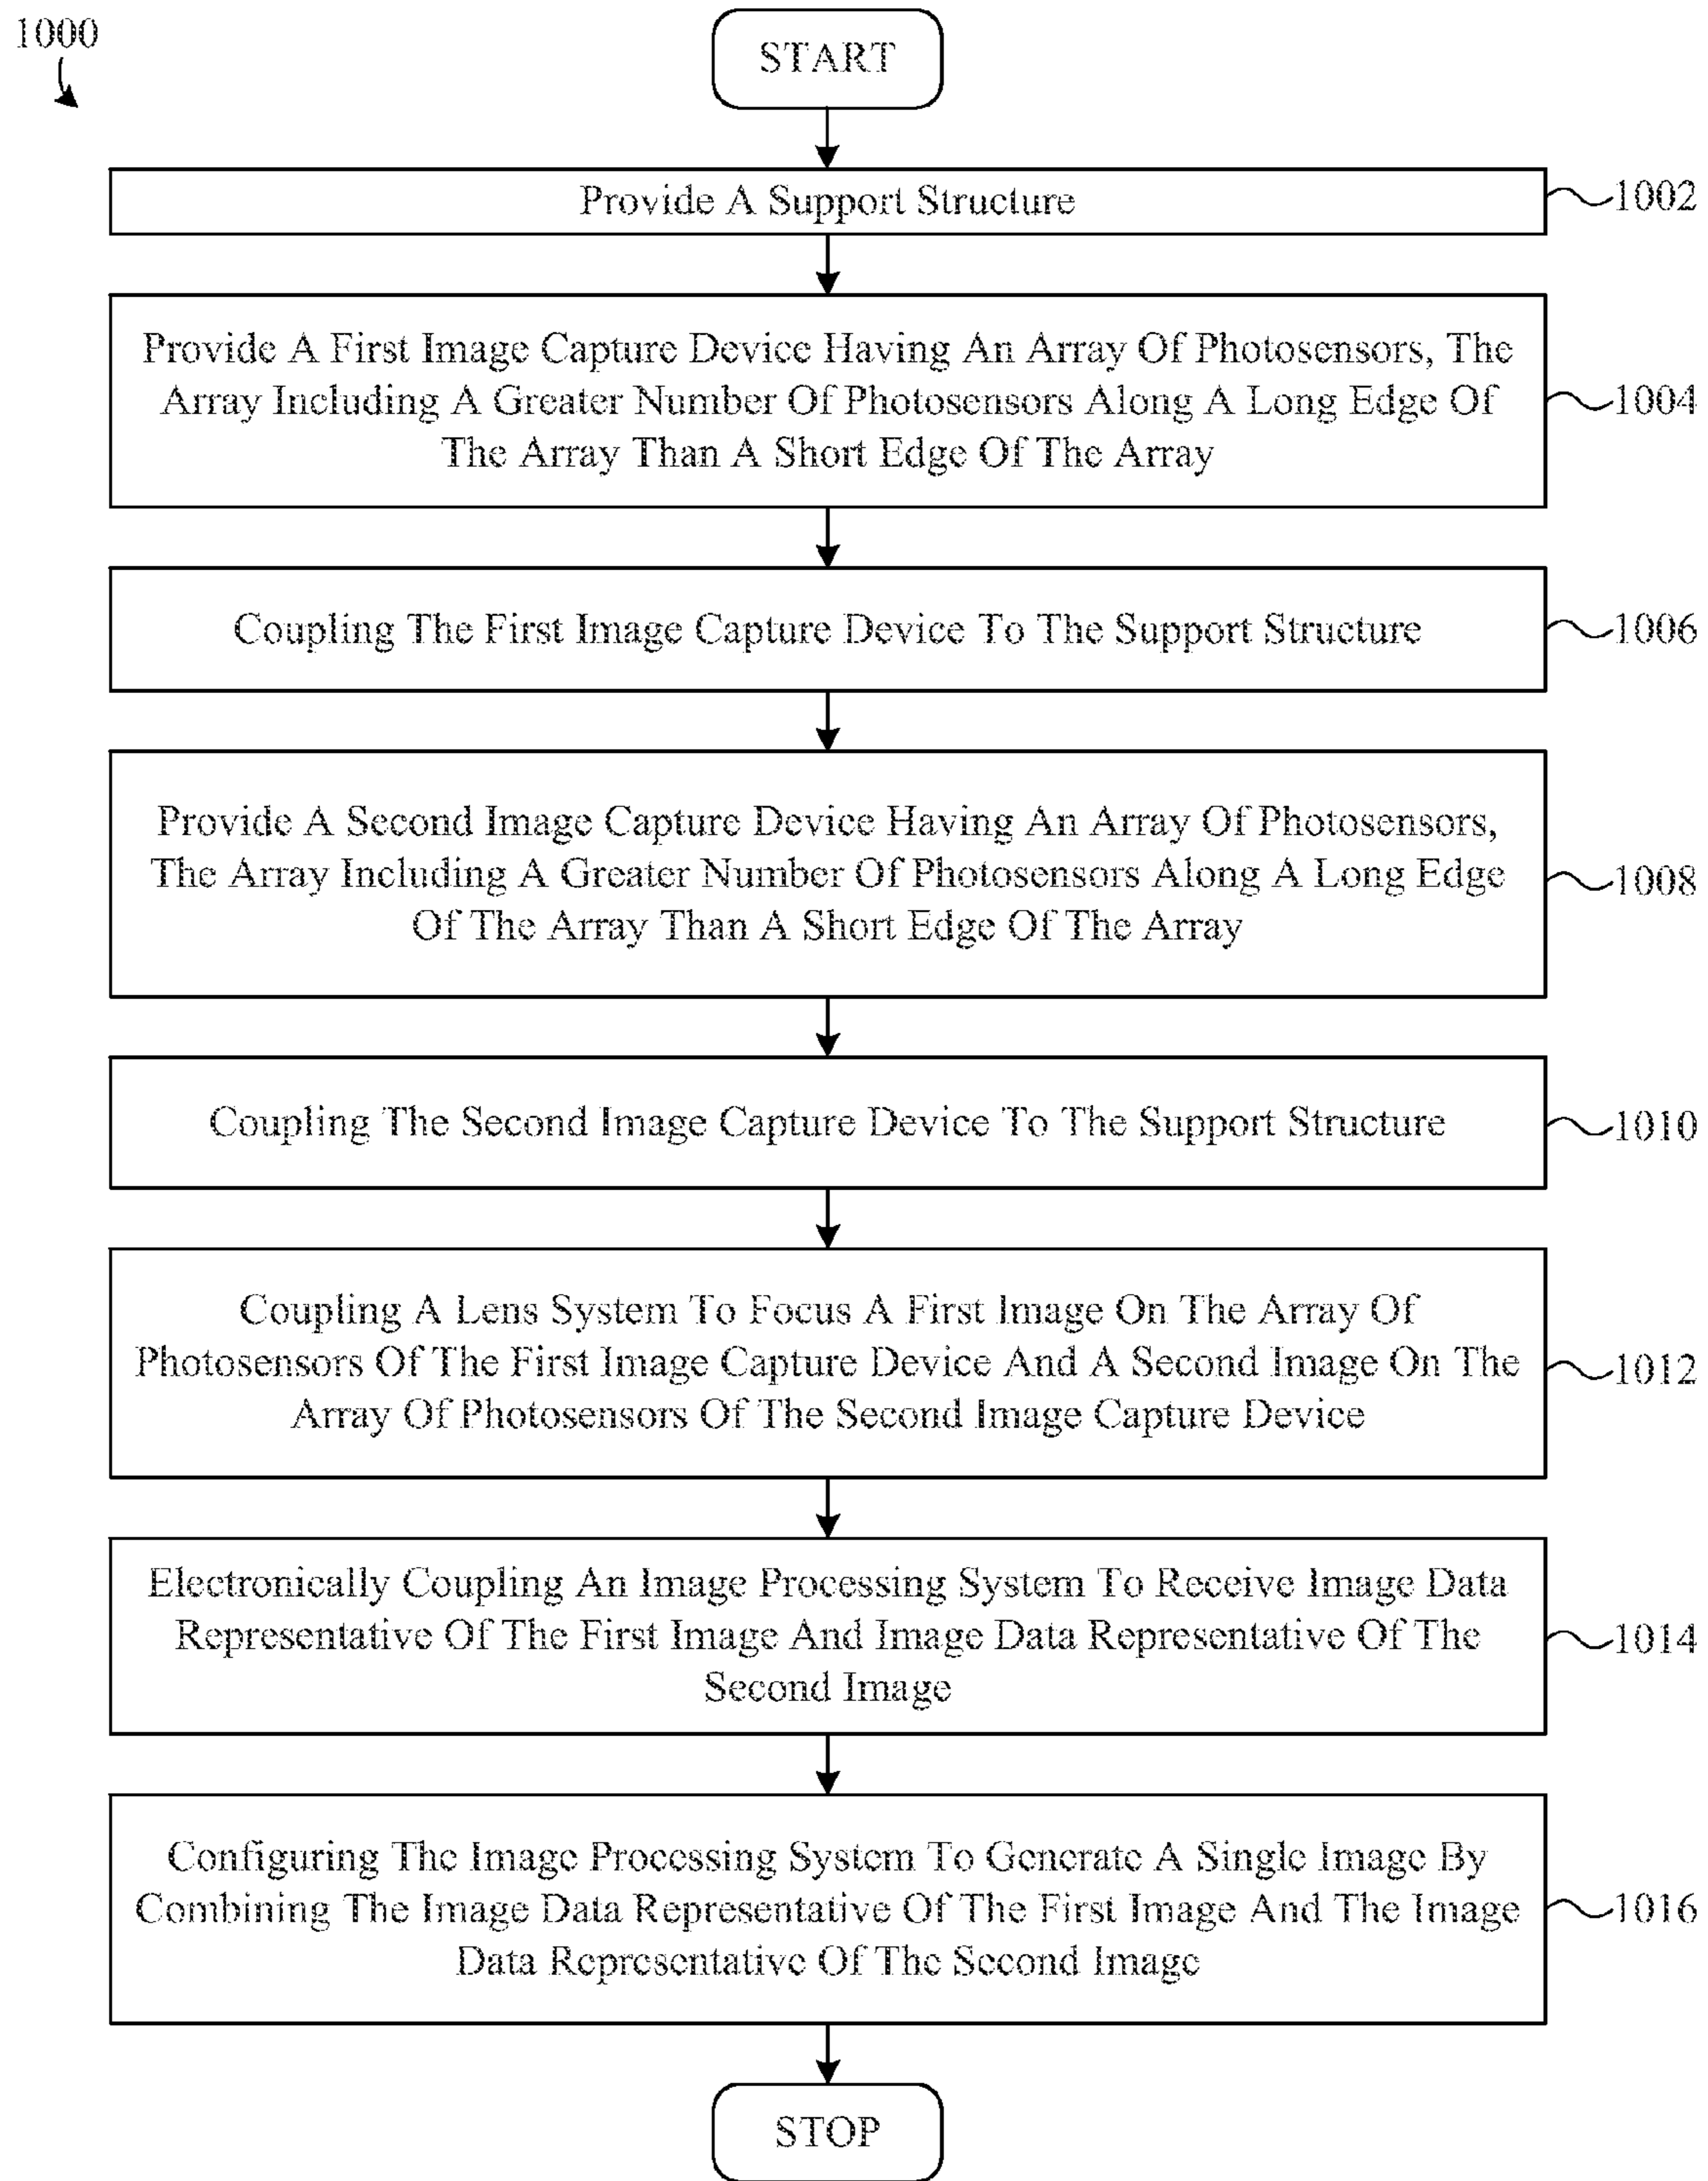 1000
START
Provide A Support Structure
1002
Provide A First Image Capture Device Having An Array Of Photosensors, The
Array Including A Greater Number Of Photosensors Along A Long Edge Of
The Array Than A Short Edge Of The Array
1004
Coupling The First Image Capture Device To The Support Structure
1006
Provide A Second Image Capture Device Having An Array Of Photosensors,
The Array Including A Greater Number Of Photosensors Along A Long Edge
Of The Array Than A Short Edge Of The Array
1008
Coupling The Second Image Capture Device To The Support Structure
1010
Coupling A Lens System To Focus A First Image On The Array Of
Photosensors Of The First Image Capture Device And A Second Image On The
Array Of Photosensors Of The Second Image Capture Device
1012
Electronically Coupling An Image Processing System To Receive Image Data
Representative Of The First Image And Image Data Representative Of The
Second Image
1014
Configuring The Image Processing System To Generate A Single Image By
Combining The Image Data Representative Of The First Image And The Image
Data Representative Of The Second Image
1016
STOP